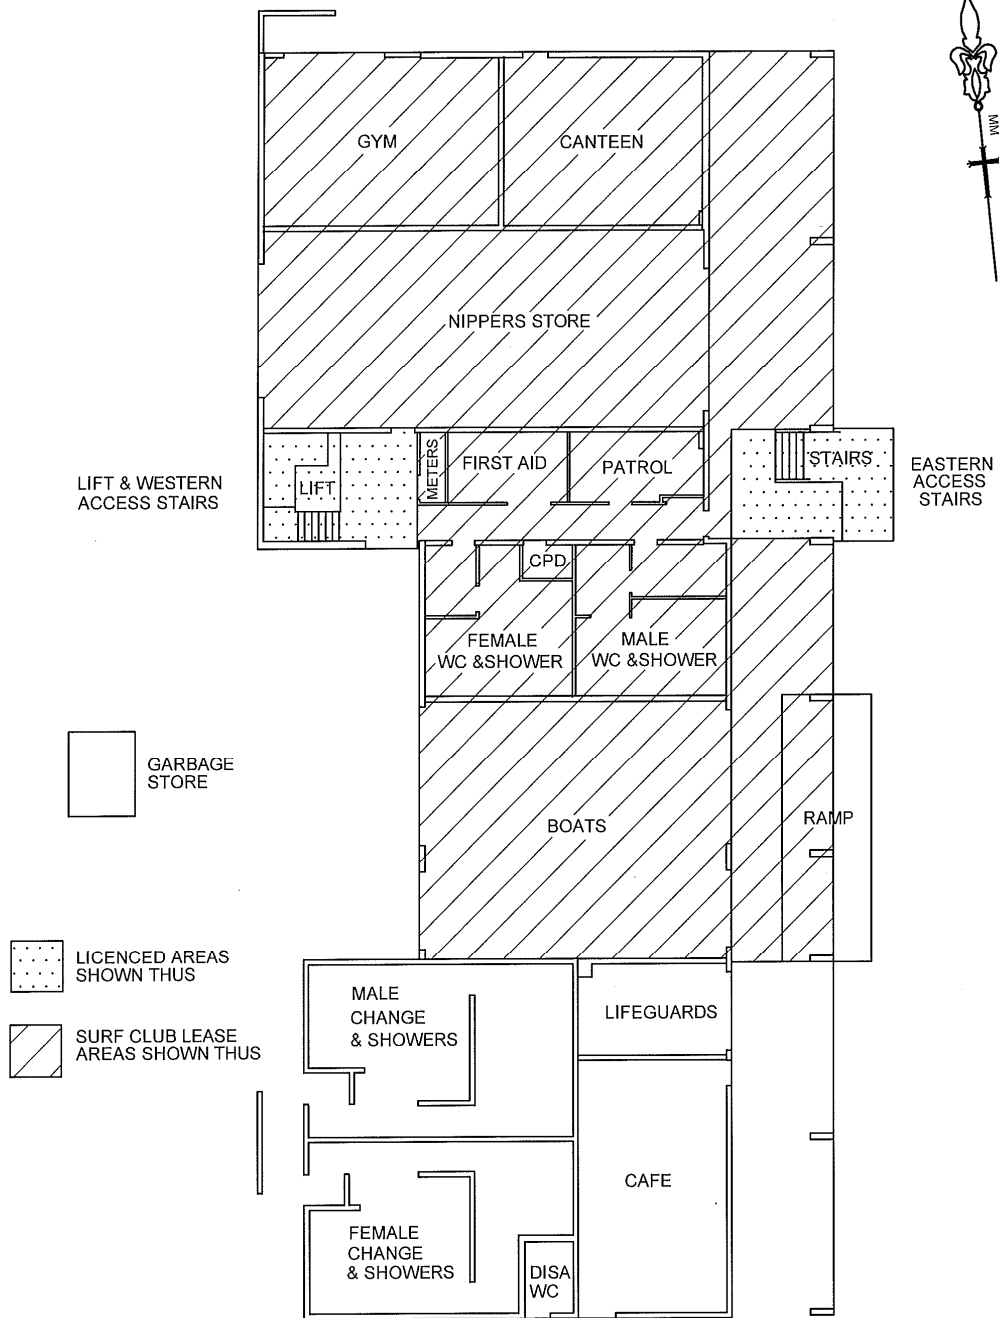 MM
GYM
CANTEEN
NIPPERS STORE
LIFT & WESTERN
ACCESS STAIRS
LIFT
METERS
FIRST AID
PATROL
STAIRS
EASTERN
ACCESS
STAIRS
CPD
FEMALE
WC &SHOWER
MALE
WC &SHOWER
GARBAGE
STORE
BOATS
RAMP
LICENCED AREAS
SHOWN THUS
SURF CLUB LEASE
AREAS SHOWN THUS
MALE
CHANGE
& SHOWERS
LIFEGUARDS
CAFE
FEMALE
CHANGE
& SHOWERS
DISA
WC